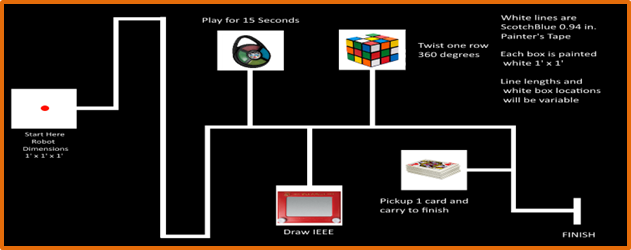 Play for 15 Seconds
Twist one row
360 degrees
White lines are
ScotchBlue 0.94 in.
Painter's Tape
Each box is painted
white 1' x 1'
Line lengths and
white box locations
will be variable
Start Here
Robot
Dimensions
1' x 1' x 1'
Draw IEEE
Pickup 1 card and
carry to finish
FINISH